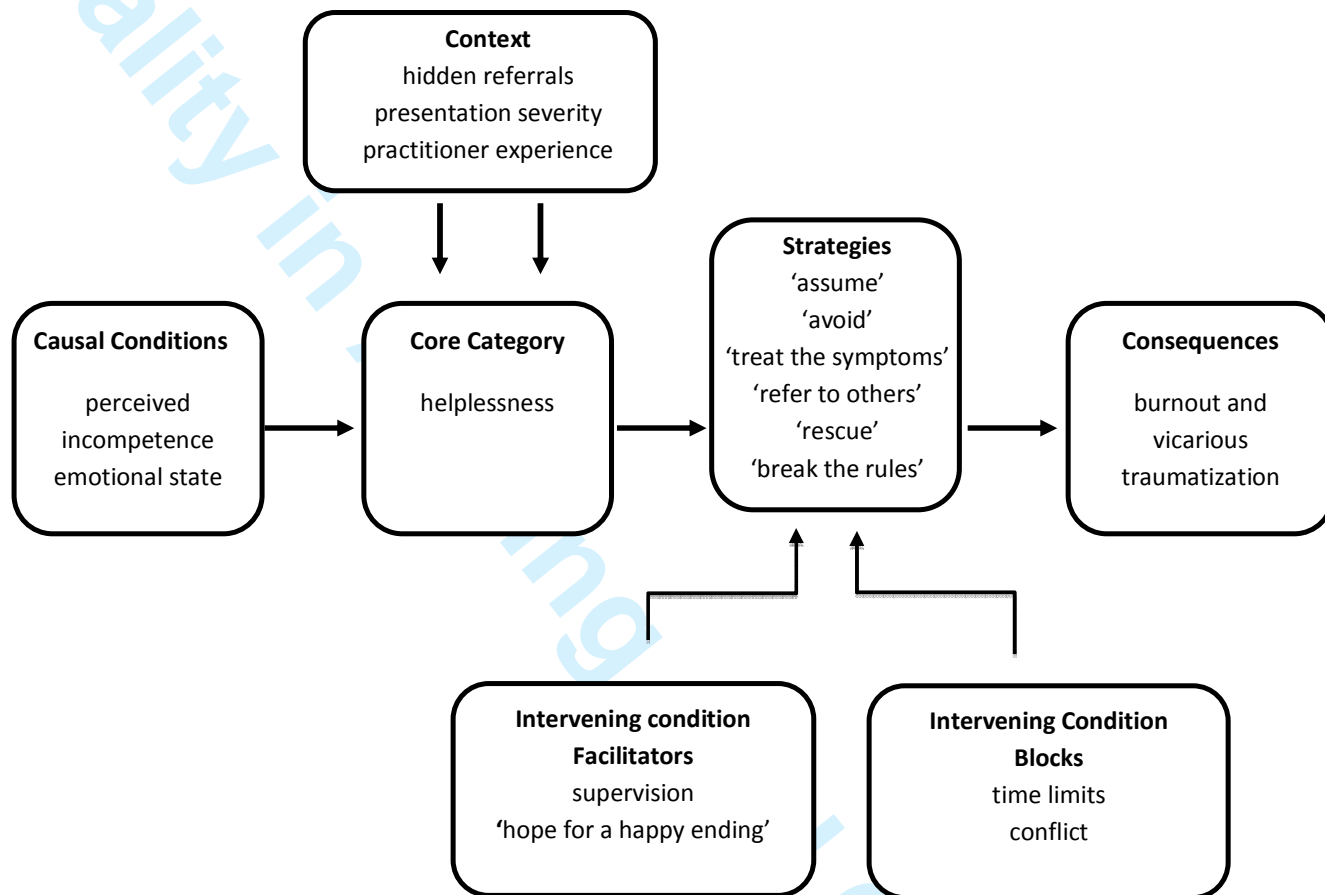 Context
hidden referrals
presentation severity
practitioner experience
Causal Conditions
perceived
incompetence
emotional state
Core Category
helplessness
Strategies
‘assume’
‘avoid’
‘treat the symptoms’
‘refer to others’
‘rescue’
‘break the rules’
Consequences
burnout and
vicarious
traumatization
Intervening condition
Facilitators
supervision
‘hope for a happy ending’
Intervening Condition
Blocks
time limits
conflict